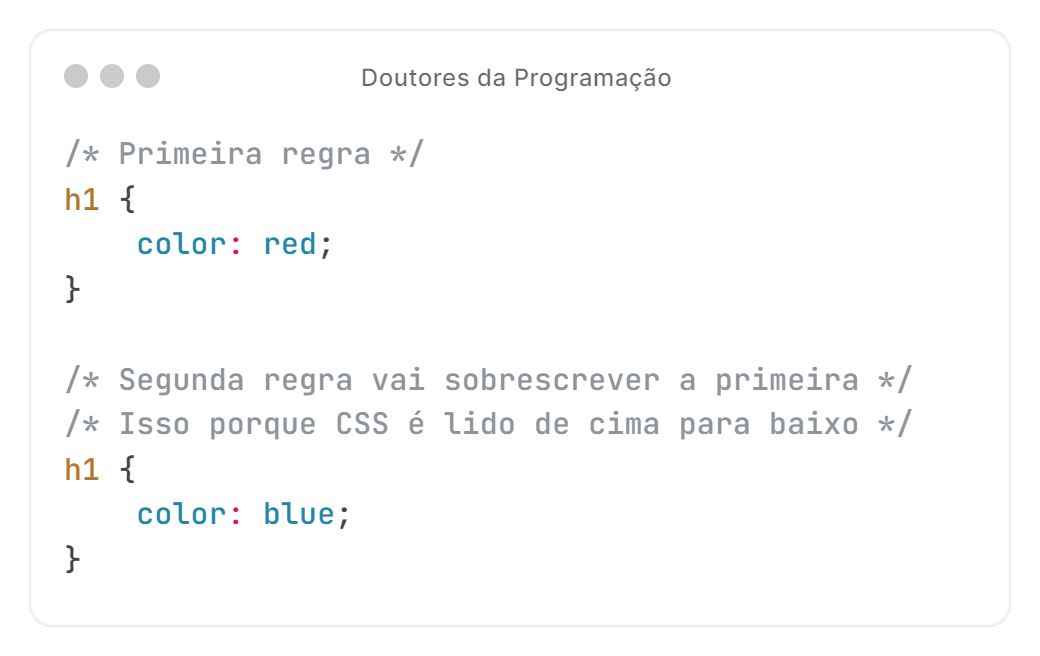 Doutores da Programação
/* Primeira regra */
h1 {
    color: red;
}
/* Segunda regra vai sobrescrever a primeira */
/* Isso porque CSS é lido de cima para baixo */
h1 {
    color: blue;
}